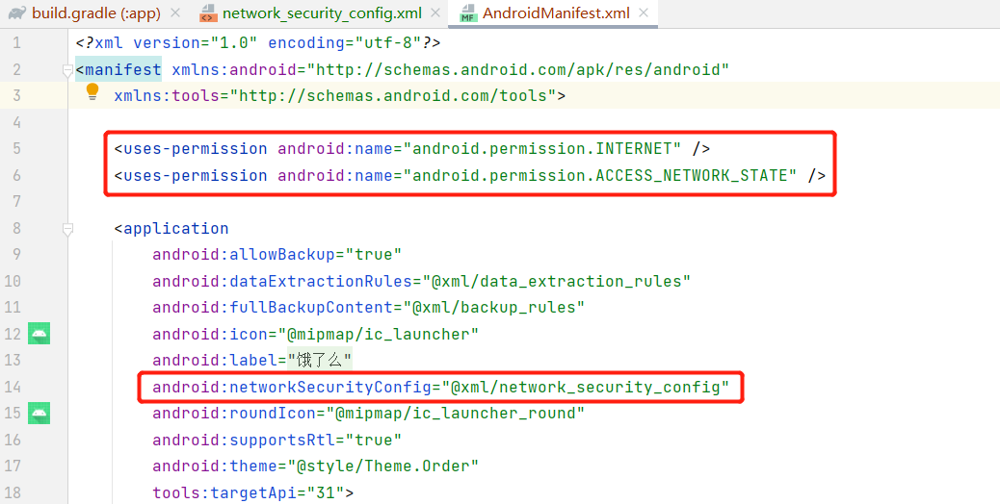 build.gradle (:app) network_security_config.xml AndroidManifest.xml
1 <?xml version="1.0" encoding="utf-8"?>
2 <manifest xmlns:android="http://schemas.android.com/apk/res/android"
3 xmlns:tools="http://schemas.android.com/tools">
4
5 <uses-permission android:name="android.permission.INTERNET" />
6 <uses-permission android:name="android.permission.ACCESS_NETWORK_STATE" />
7
8 <application
9 android:allowBackup="true"
10 android:dataExtractionRules="@xml/data_extraction_rules"
11 android:fullBackupContent="@xml/backup_rules"
12 android:icon="@mipmap/ic_launcher"
13 android:label="饿了么"
14 android:networkSecurityConfig="@xml/network_security_config"
15 android:roundIcon="@mipmap/ic_launcher_round"
16 android:supportsRtl="true"
17 android:theme="@style/Theme.Order"
18 tools:targetApi="31">